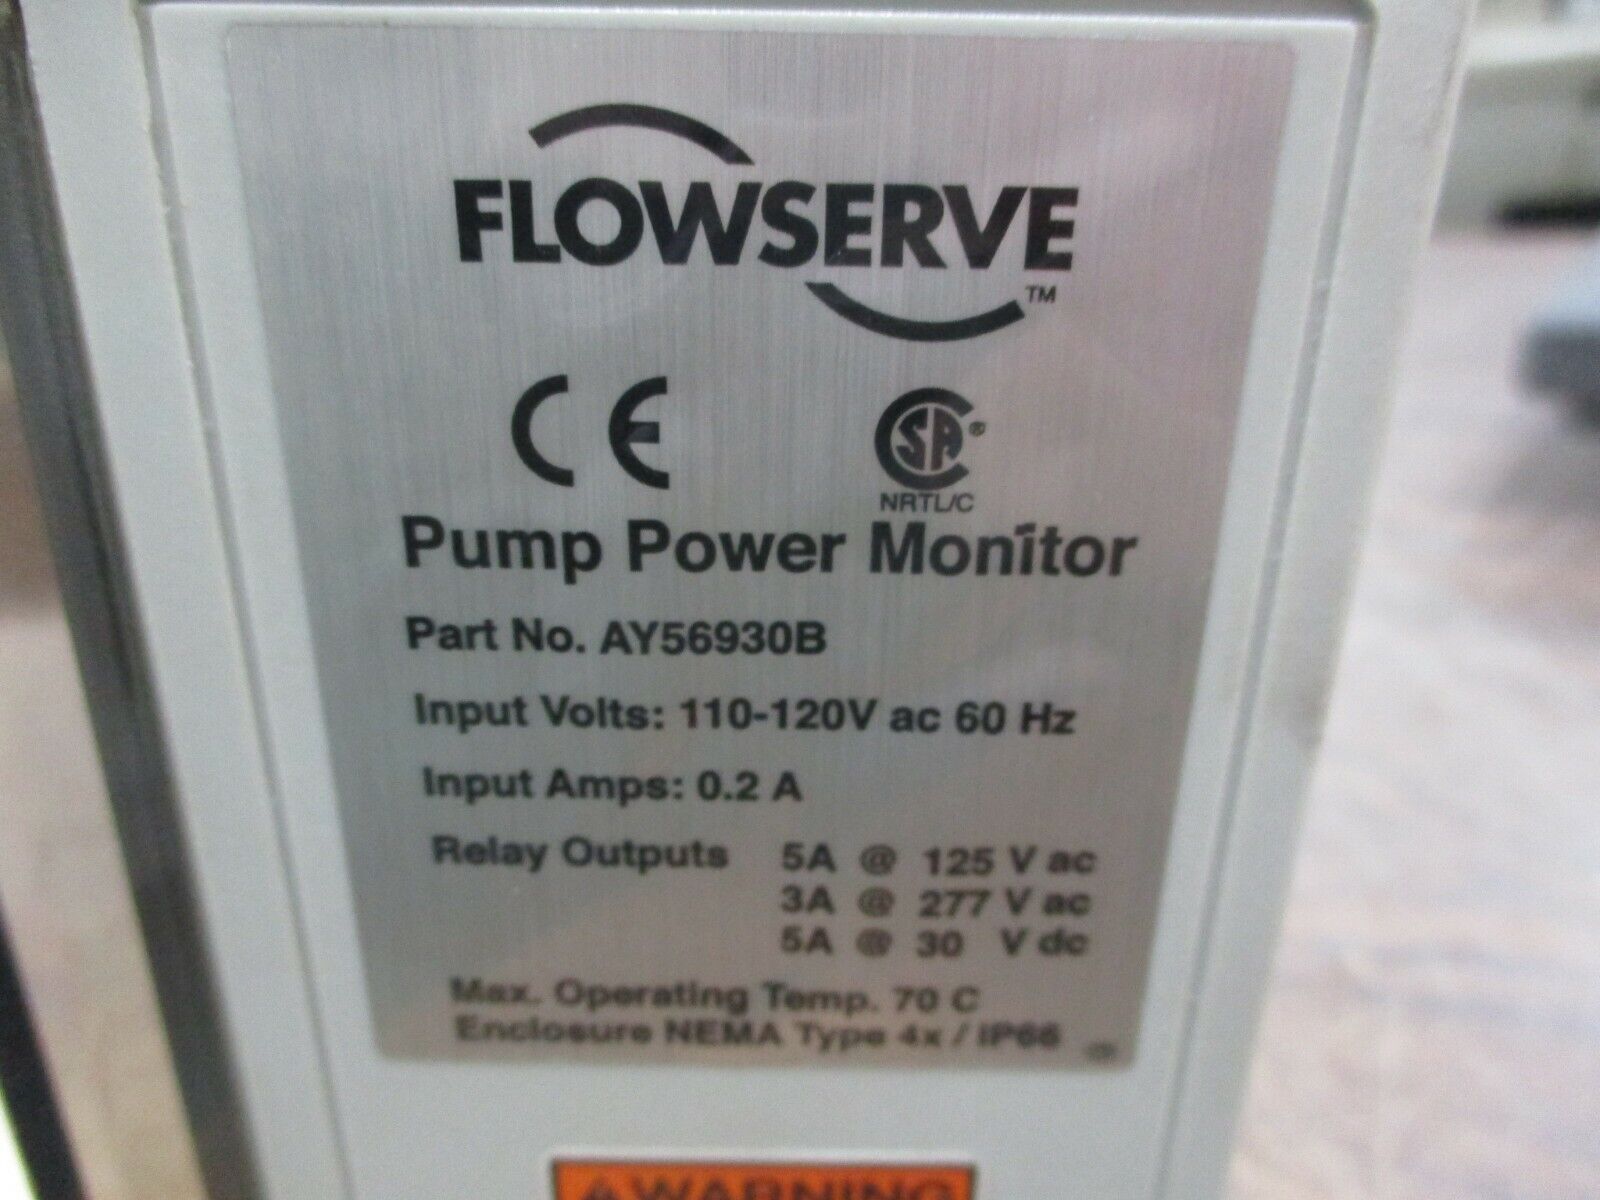 FLOWSERVE
TM
CE
CSA ®
NRTL/C
Pump Power Monitor
Part No. AY56930B
Input Volts: 110-120V ac 60 Hz
Input Amps: 0.2 A
Relay Outputs 5A @ 125 V ac
3A @ 277 V ac
5A @ 30 V dc
Max. Operating Temp. 70 C
Enclosure NEMA Type 4x / IP66
WARNING